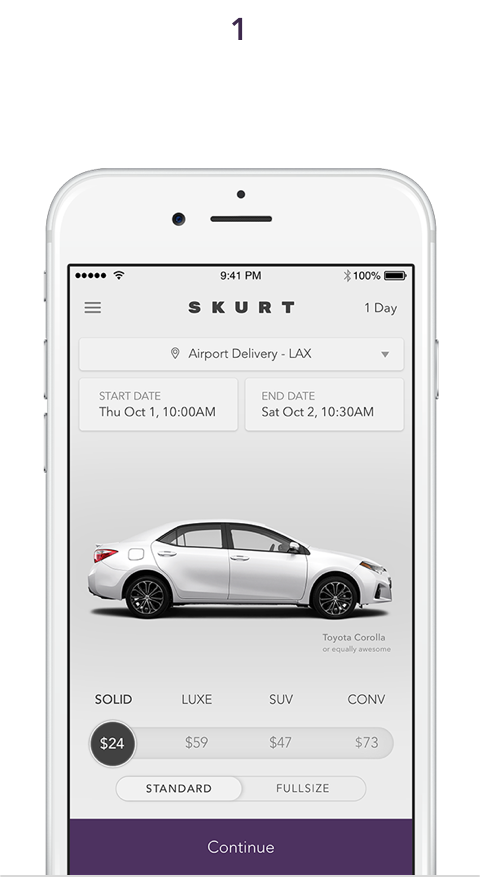 1
9:41 PM 100%
SKURT 1 Day
Airport Delivery - LAX
START DATE END DATE
Thu Oct 1, 10:00AM Sat Oct 2, 10:30AM
Toyota Corolla
or equally awesome
SOLID LUXE SUV CONV
$24 $59 $47 $73
STANDARD FULLSIZE
Continue